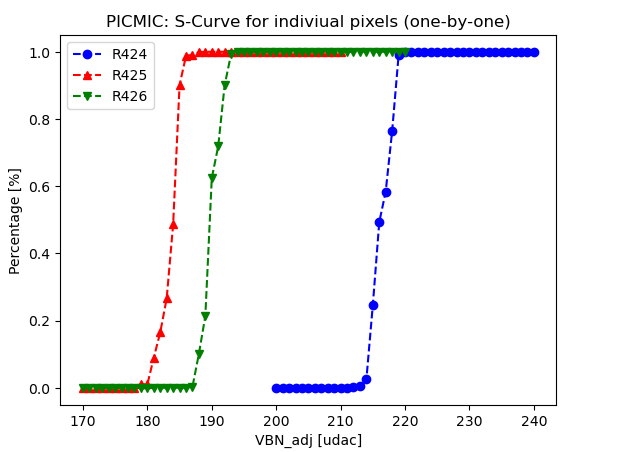 PICMIC: S-Curve for indiviual pixels (one-by-one)
R424
R425
R426
Percentage [%]
1.0
0.8
0.6
0.4
0.2
0.0
170 180 190 200 210 220 230 240
VBN_adj [udac]